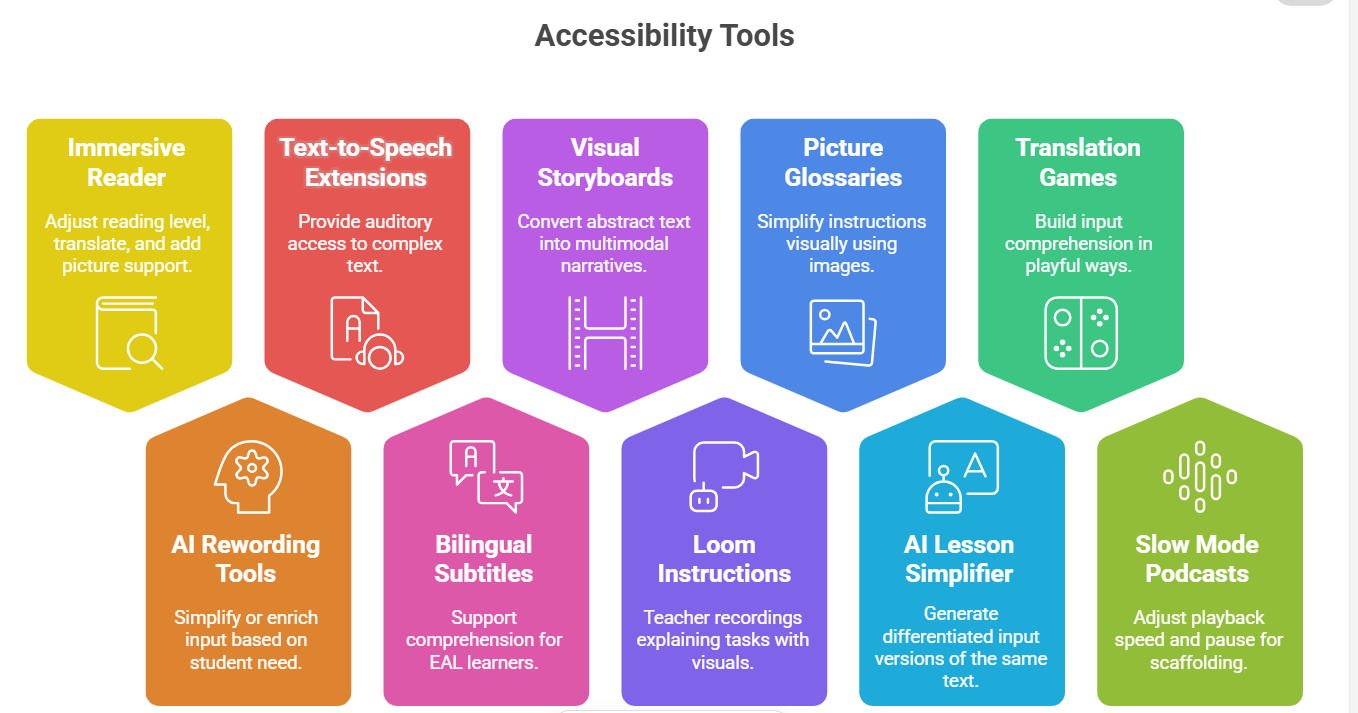 Accessibility Tools
Immersive
Reader
Adjust reading level,
translate, and add
picture support.
Text-to-Speech
Extensions
Provide auditory
access to complex
text.
A
Visual
Storyboards
Convert abstract text
into multimodal
narratives.
Picture
Glossaries
Simplify instructions
visually using
images.
Translation
Games
Build input
comprehension in
playful ways.
AI Rewording
Tools
Simplify or enrich
input based on
student need.
A
文
Bilingual
Subtitles
Support
comprehension for
EAL learners.
Loom
Instructions
Teacher recordings
explaining tasks with
visuals.
A
AI Lesson
Simplifier
Generate
differentiated input
versions of the same
text.
Slow Mode
Podcasts
Adjust playback
speed and pause for
scaffolding.